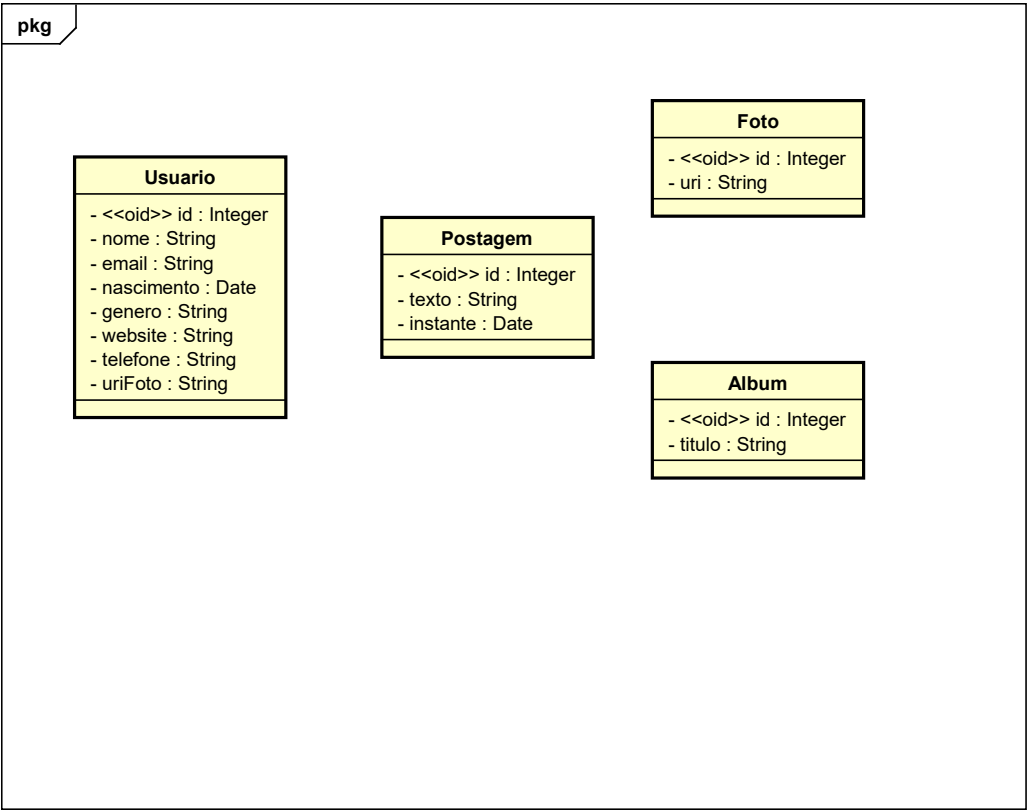 pkg
Usuario
- <<oid>> id : Integer
- nome : String
- email : String
- nascimento : Date
- genero : String
- website : String
- telefone : String
- uriFoto : String
Postagem
- <<oid>> id : Integer
- texto : String
- instante : Date
Foto
- <<oid>> id : Integer
- uri : String
Album
- <<oid>> id : Integer
- titulo : String